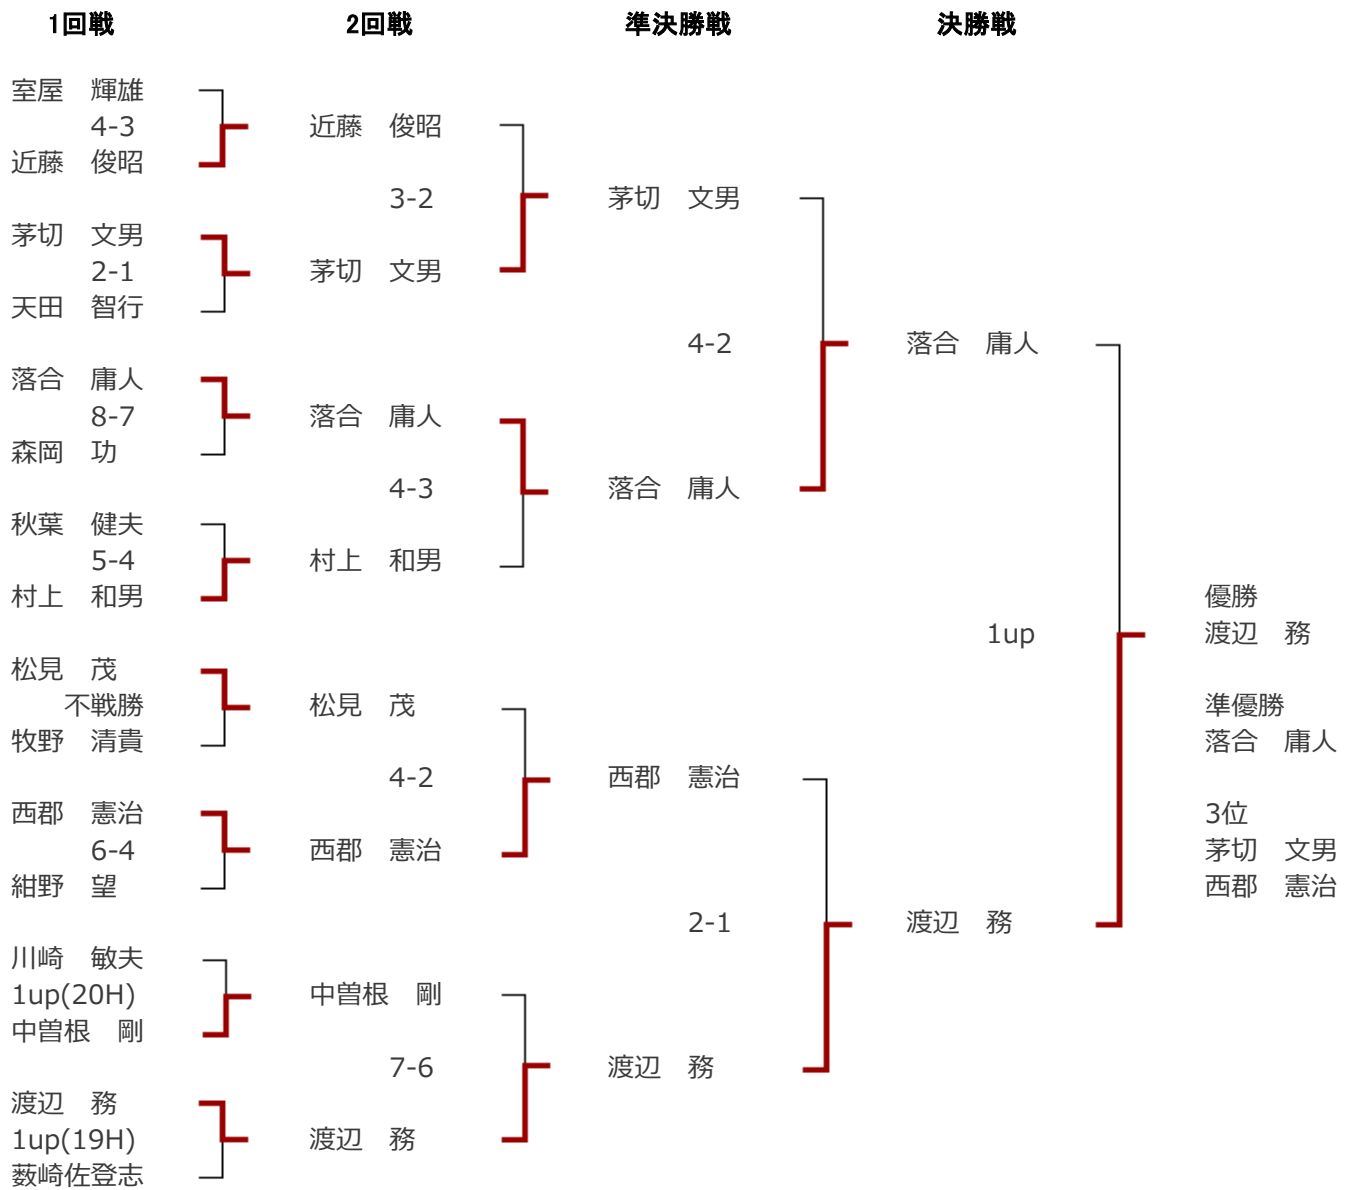 1回戦
2回戦
準決勝戦
決勝戦
室屋　輝雄
4-3
近藤　俊昭
茅切　文男
2-1
天田　智行
落合　庸人
8-7
森岡　功
秋葉　健夫
5-4
村上　和男
松見　茂
不戦勝
牧野　清貴
西郡　憲治
6-4
紺野　望
川崎　敏夫
1up(20H)
中曽根　剛
渡辺　務
1up(19H)
薮崎佐登志
近藤　俊昭
3-2
茅切　文男
落合　庸人
4-3
村上　和男
松見　茂
4-2
西郡　憲治
中曽根　剛
7-6
渡辺　務
茅切　文男
4-2
落合　庸人
西郡　憲治
2-1
渡辺　務
落合　庸人
1up
渡辺　務
優勝
渡辺　務
準優勝
落合　庸人
3位
茅切　文男
西郡　憲治